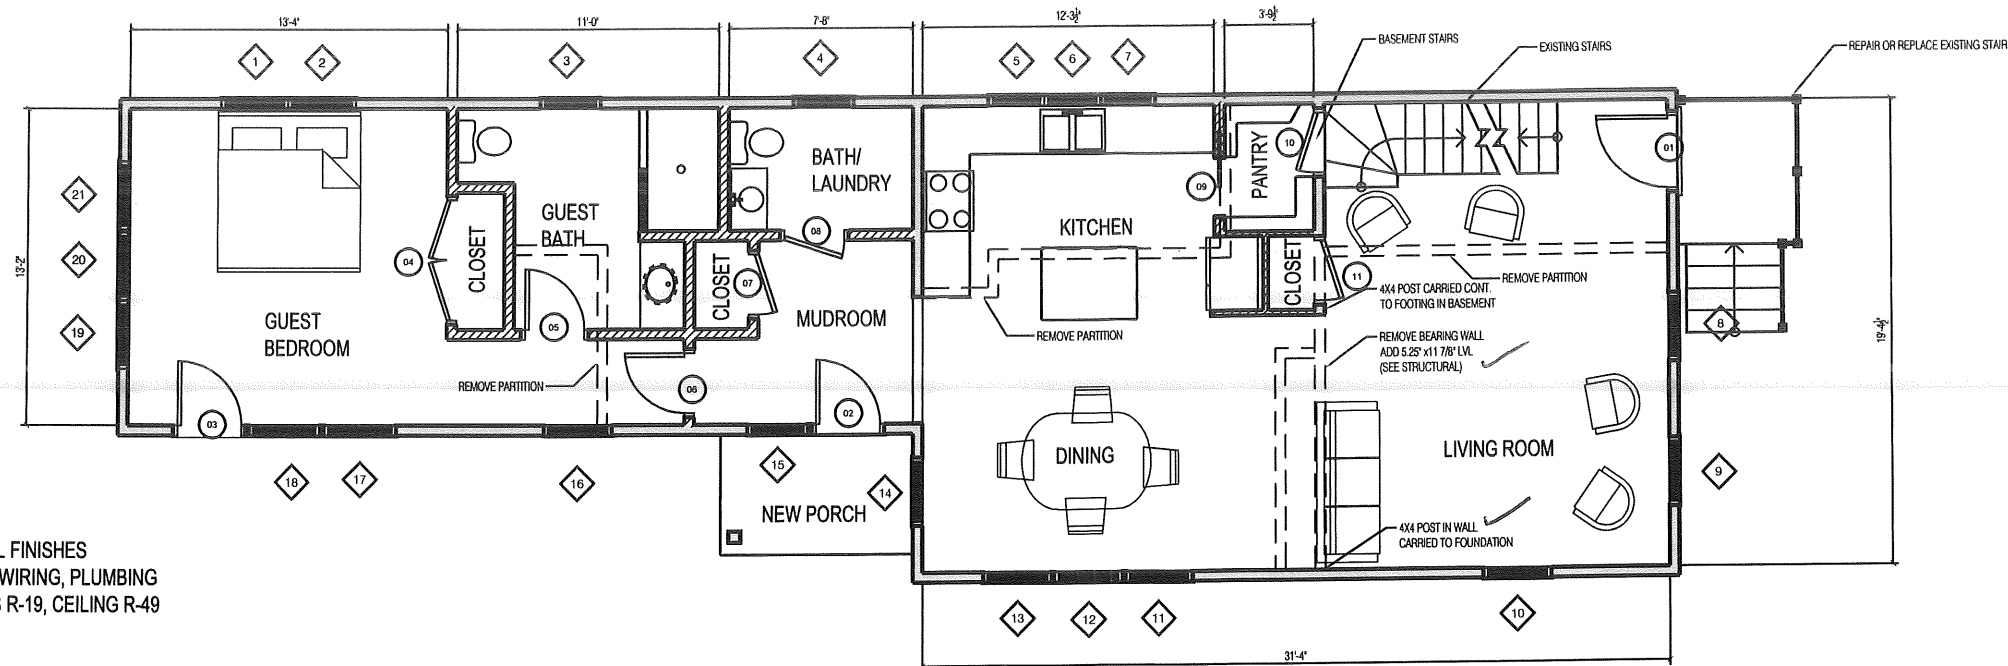 13'-4"
11'-0"
7'-8"
12'-3½"
3'-9½"
BASEMENT STAIRS
EXISTING STAIRS
REPAIR OR REPLACE EXISTING STAIR
1
2
3
4
5
6
7
01
10
BATH/
LAUNDRY
PANTRY
09
21
20
19
13'-2"
GUEST
BATH
KITCHEN
08
04
CLOSET
CLOSET
07
CLOSET
11
REMOVE PARTITION
4X4 POST CARRIED CONT.
TO FOOTING IN BASEMENT
GUEST
BEDROOM
05
MUDROOM
REMOVE PARTITION
REMOVE BEARING WALL
ADD 5.25" x11 7/8" LVL
(SEE STRUCTURAL)
8
19'-4½"
REMOVE PARTITION
06
03
02
DINING
LIVING ROOM
18
17
16
15
14
9
NEW PORCH
4X4 POST IN WALL
CARRIED TO FOUNDATION
FINISHES
WIRING, PLUMBING
R-19, CEILING R-49
13
12
11
10
31'-4"